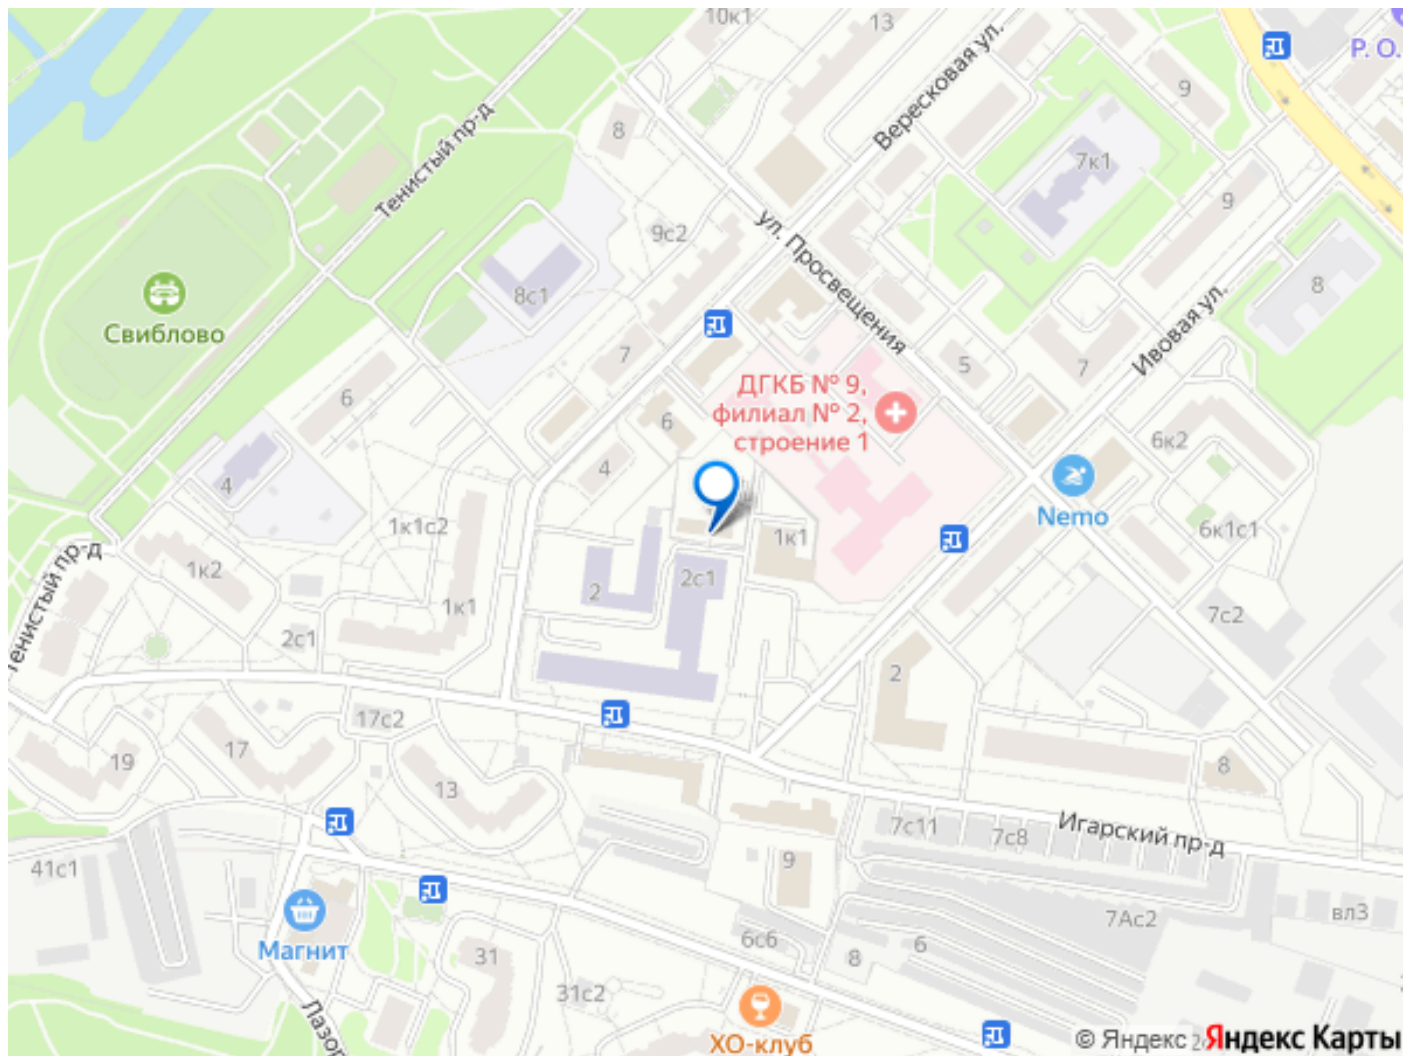 10к1
13
Р. О.
Вересковая ул.
9
8
7к1
Тенистый пр-д
9
9с2
ул. Просвещения
8с1
8
Свиблово
Ивовая ул.
7
5
7
ДГКБ № 9,
филиал № 2,
строение 1
6
6
6к2
4
4
Nemo
1к1с2
1к1
6к1с1
Тенистый пр-д
1к2
2
2с1
1к1
7с2
2с1
2
17с2
17
19
8
13
7с11
7с8
Игарский пр-д
41с1
9
Магнит
7Ас2
вл3
6с6
6
8
31
31с2
Лазор
ХО-клуб
© Яндекс
Яндекс Карты